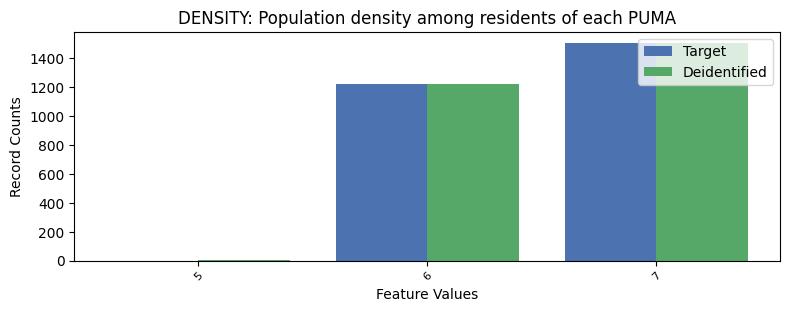 DENSITY: Population density among residents of each PUMA
Target
Deidentified
Record Counts
1400
1200
1000
800
600
400
200
0
5
6
7
Feature Values